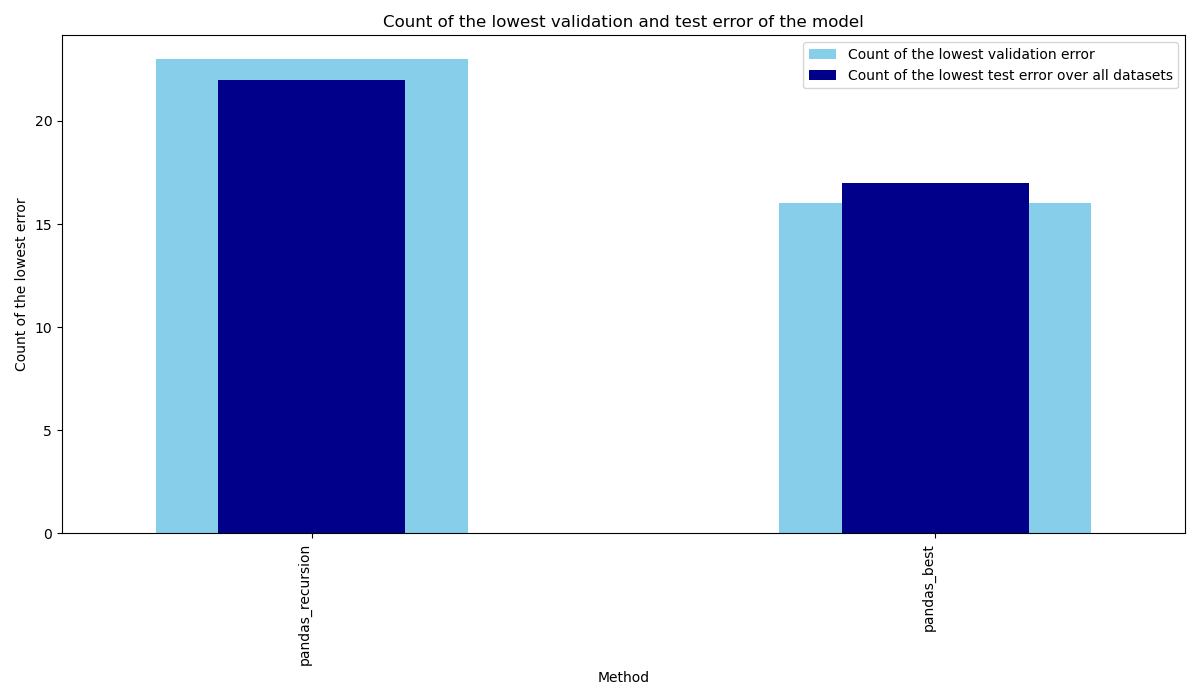 Count of the lowest validation and test error of the model
Count of the lowest validation error
Count of the lowest test error over all datasets
Count of the lowest error
20
15
10
5
0
pandas_recursion
pandas_best
Method